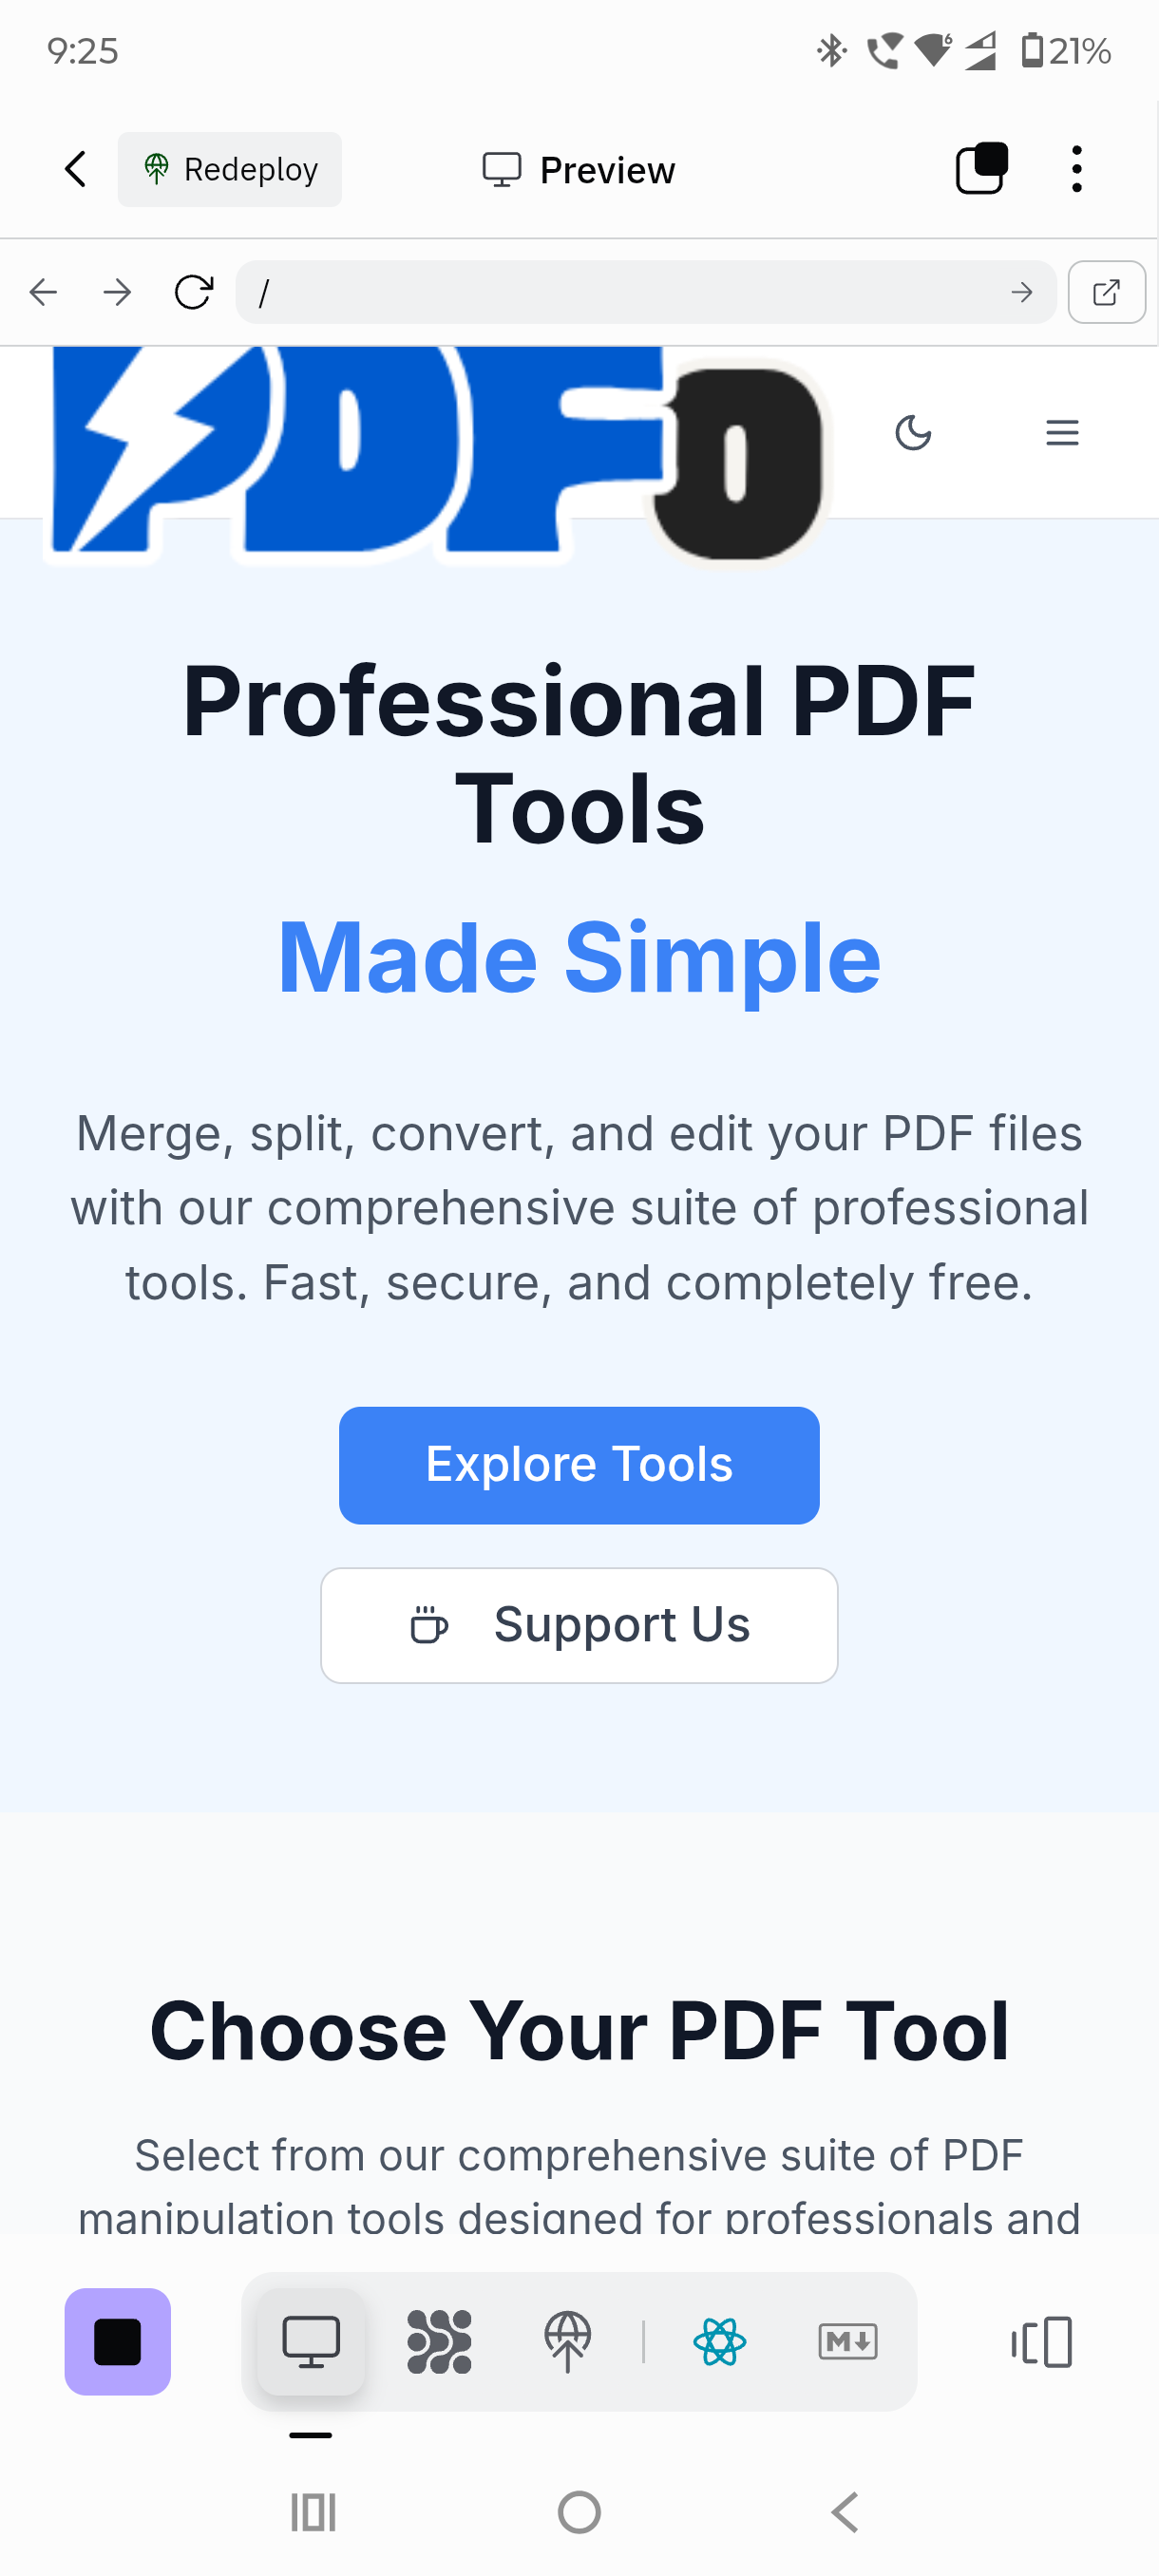 9:25
6
21%
Redeploy
Preview
/
PDFo
Professional PDF
Tools
Made Simple
Merge, split, convert, and edit your PDF files
with our comprehensive suite of professional
tools. Fast, secure, and completely free.
Explore Tools
Support Us
Choose Your PDF Tool
Select from our comprehensive suite of PDF
manipulation tools designed for professionals and
M